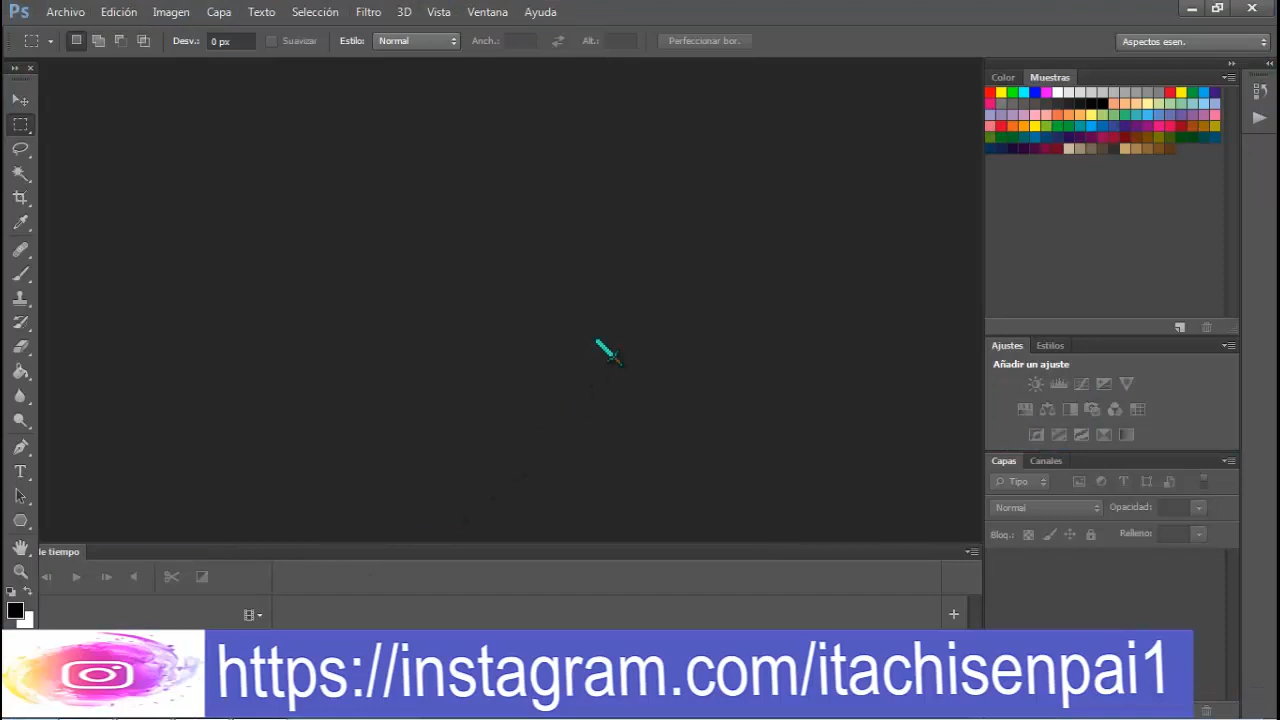 Ps Archivo Edición Imagen Capa Texto Selección Filtro 3D Vista Ventana Ayuda
Desv.: 0 px Suavizar Estilo: Normal Anch.: Alt.: Perfeccionar bor. Aspectos esen.
Color Muestras
Ajustes Estilos
Añadir un ajuste
Capas Canales
Tipo
Normal Opacidad:
Bloq.: Relleno:
de tiempo
https://instagram.com/itachisenpai1